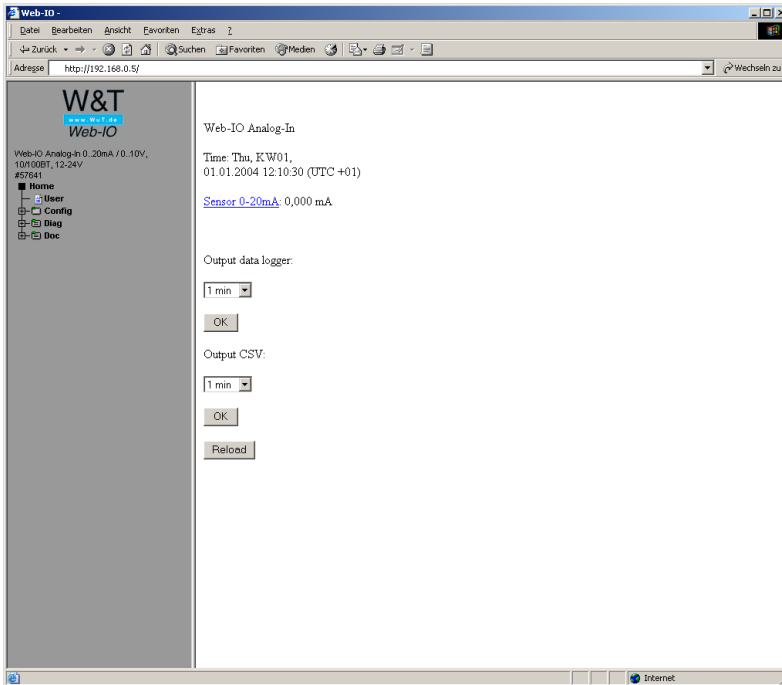 Web-IO -
Datei Bearbeiten Ansicht Favoriten Extras ?
Zurück Suchen Favoriten Medien
Adresse http://192.168.0.5/ Wechseln zu
W&T
www.WuT.de
Web-IO
Web-IO Analog-In 0..20mA / 0..10V,
10/100BT, 12-24V
#57641
Home
User
Config
Diag
Doc
Web-IO Analog-In
Time: Thu, KW01,
01.01.2004 12:10:30 (UTC +01)
Sensor 0-20mA: 0,000 mA
Output data logger:
1 min
OK
Output CSV:
1 min
OK
Reload
Internet